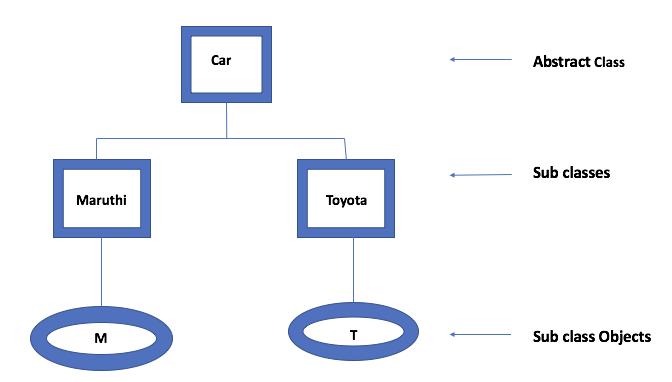 Car
Abstract Class
Maruthi
Toyota
Sub classes
M
T
Sub class Objects